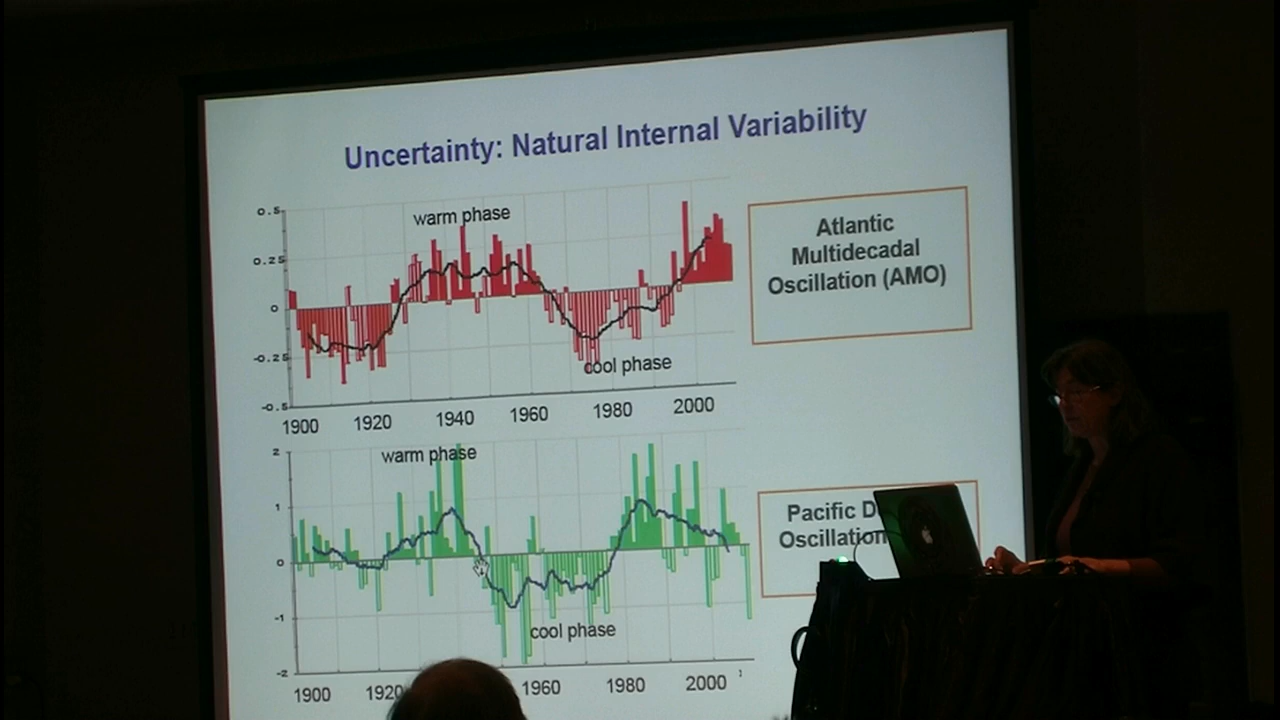 Uncertainty: Natural Internal Variability
0.5
0.25
0
-0.25
-0.5
warm phase
cool phase
1900 1920 1940 1960 1980 2000
Atlantic
Multidecadal
Oscillation (AMO)
2
1
0
-1
-2
warm phase
cool phase
1900 1920 1960 1980 2000
Pacific D
Oscillation